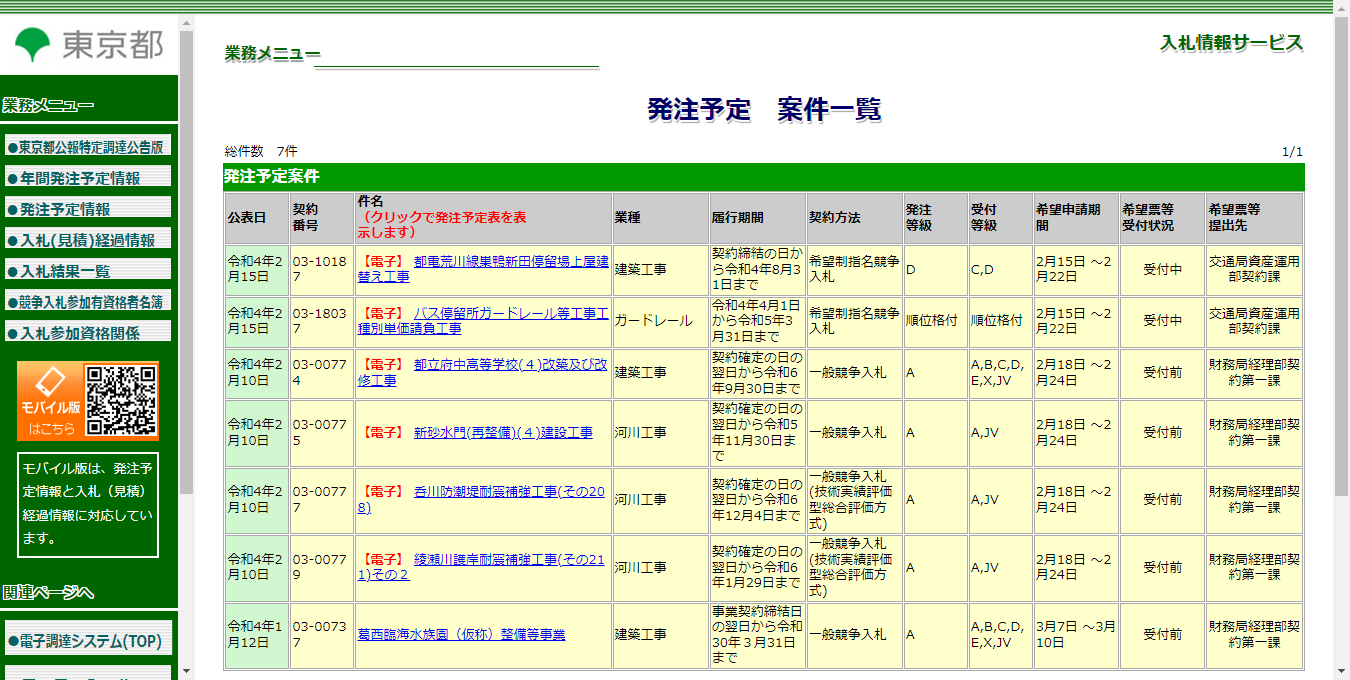 東京都
業務メニュー
●東京都公報特定調達公告版
●年間発注予定情報
●発注予定情報
●入札(見積)経過情報
●入札結果一覧
●競争入札参加有資格者名簿
●入札参加資格関係
モバイル版
はこちら
モバイル版は、発注予
定情報と入札（見積）
経過情報に対応してい
ます。
関連ページへ
●電子調達システム(TOP)
業務メニュー
入札情報サービス
発注予定　案件一覧
総件数　7件
1/1
発注予定案件
公表日
契約
番号
件名
（クリックで発注予定表を表
示します）
業種
履行期間
契約方法
発注
等級
受付
等級
希望申請期
間
希望票等
受付状況
希望票等
提出先
令和4年2
月15日
03-10187
【電子】 都電荒川線巣鴨新田停留場上屋建
替え工事
建築工事
契約締結の日か
ら令和4年8月3
1日まで
希望制指名競争
入札
D
C,D
2月15日 ～2
月22日
受付中
交通局資産運用
部契約課
令和4年2
月15日
03-18037
【電子】 バス停留所ガードレール等工事工
種別単価請負工事
ガードレール
令和4年4月1日
から令和5年3
月31日まで
希望制指名競争
入札
順位格付
順位格付
2月15日 ～2
月22日
受付中
交通局資産運用
部契約課
令和4年2
月10日
03-00774
【電子】 都立府中高等学校(４)改築及び改
修工事
建築工事
契約確定の日の
翌日から令和6
年9月30日まで
一般競争入札
A
A,B,C,D,
E,X,JV
2月18日 ～2
月24日
受付前
財務局経理部契
約第一課
令和4年2
月10日
03-00775
【電子】 新砂水門(再整備)(４)建設工事
河川工事
契約確定の日の
翌日から令和5
年11月30日ま
で
一般競争入札
A
A,JV
2月18日 ～2
月24日
受付前
財務局経理部契
約第一課
令和4年2
月10日
03-00777
【電子】 呑川防潮堤耐震補強工事(その20
8)
河川工事
契約確定の日の
翌日から令和6
年12月4日まで
一般競争入札
(技術実績評価
型総合評価方
式)
A
A,JV
2月18日 ～2
月24日
受付前
財務局経理部契
約第一課
令和4年2
月10日
03-00779
【電子】 綾瀬川護岸耐震補強工事(その21
1)その２
河川工事
契約確定の日の
翌日から令和6
年1月29日まで
一般競争入札
(技術実績評価
型総合評価方
式)
A
A,JV
2月18日 ～2
月24日
受付前
財務局経理部契
約第一課
令和4年1
月12日
03-00737
葛西臨海水族園（仮称）整備等事業
建築工事
事業契約締結日
の翌日から令和
30年３月31日
まで
一般競争入札
A
A,B,C,D,
E,X,JV
3月7日 ～3月
10日
受付前
財務局経理部契
約第一課